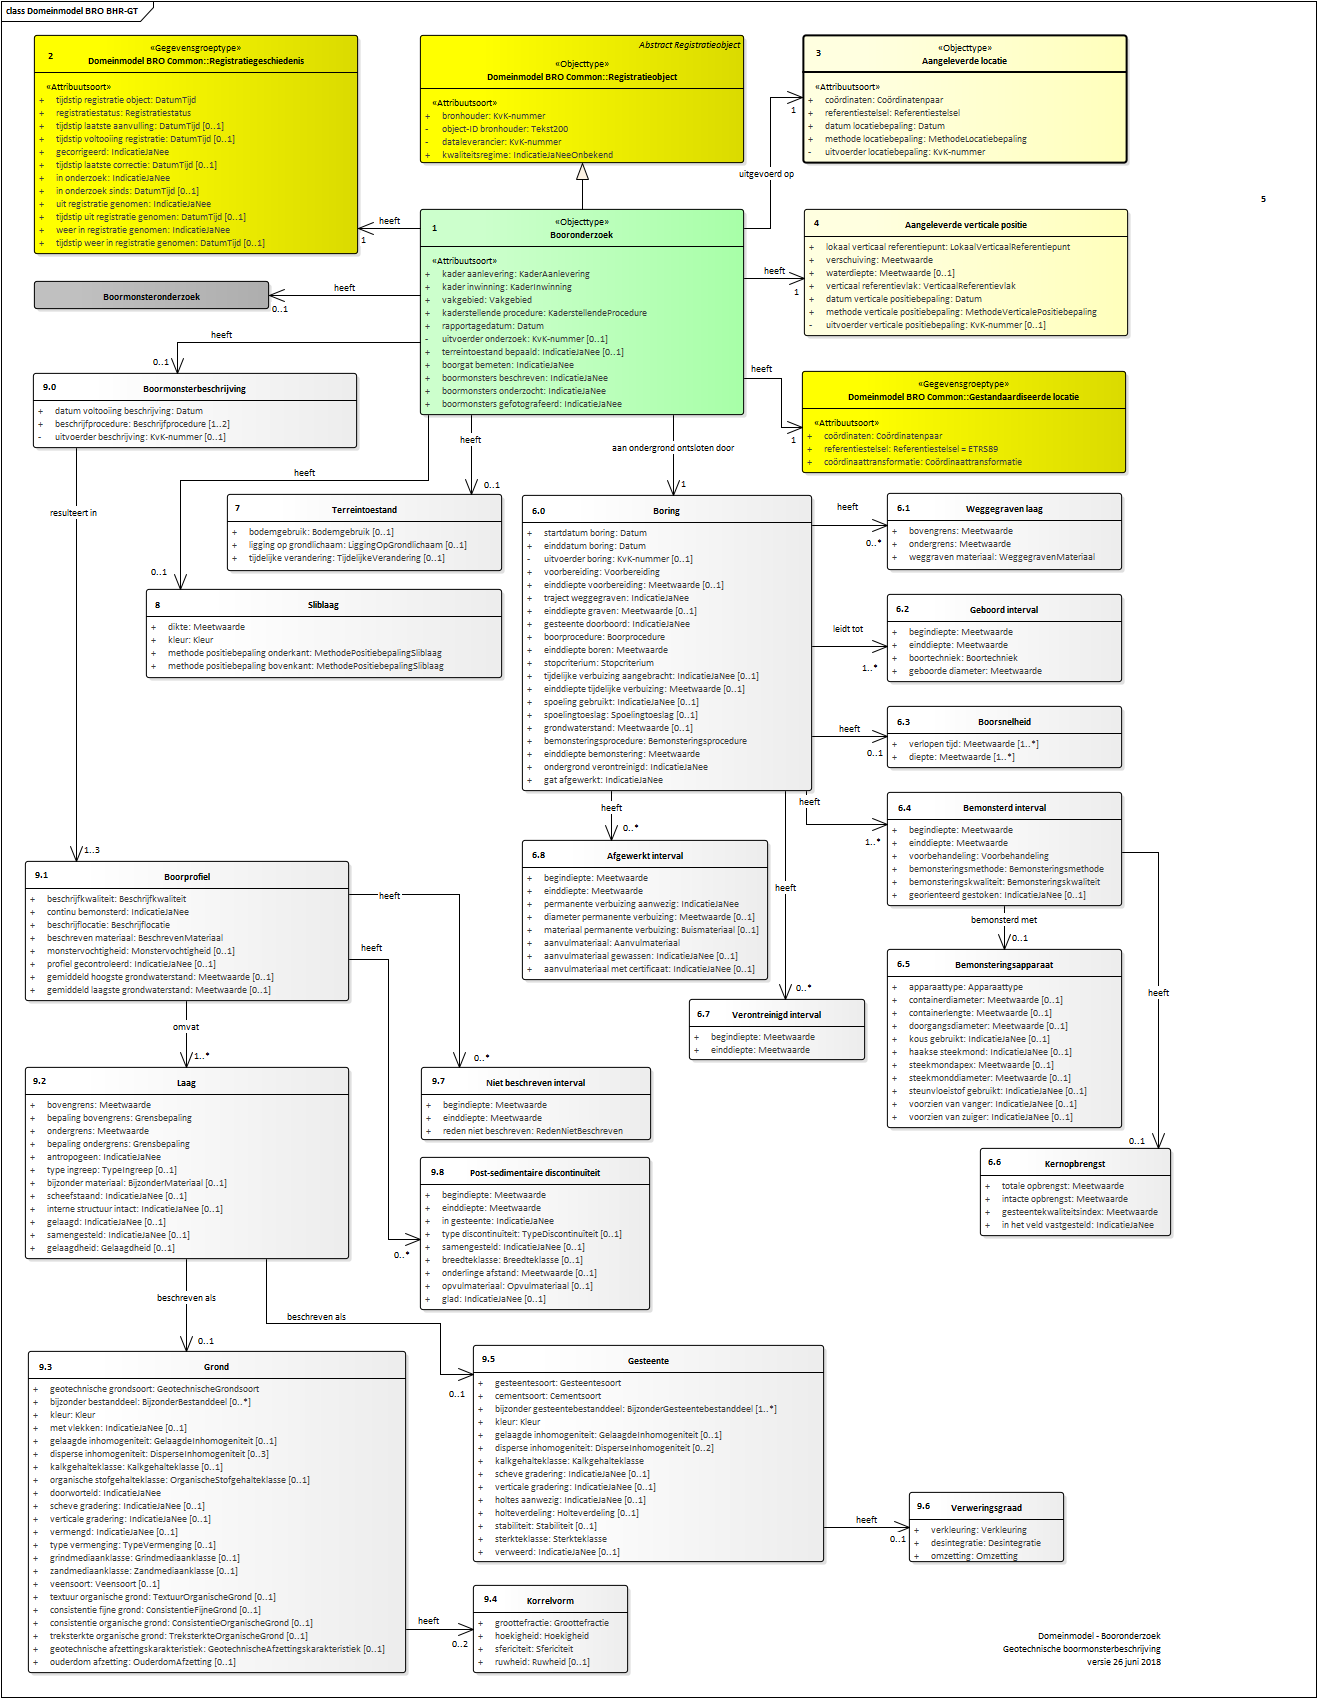 class Domeinmodel BRO BHR-GT
2
«Gegevensgroeptype»
Domeinmodel BRO Common::Registratiegeschiedenis
«Attribuutsoort»
+ tijdstip registratie object: DatumTijd
+ registratiestatus: Registratiestatus
+ tijdstip laatste aanvulling: DatumTijd [0..1]
+ tijdstip voltooiing registratie: DatumTijd [0..1]
+ gecorrigeerd: IndicatieJaNee
+ tijdstip laatste correctie: DatumTijd [0..1]
+ in onderzoek: IndicatieJaNee
+ in onderzoek sinds: DatumTijd [0..1]
+ uit registratie genomen: IndicatieJaNee
+ tijdstip uit registratie genomen: DatumTijd [0..1]
+ weer in registratie genomen: IndicatieJaNee
+ tijdstip weer in registratie genomen: DatumTijd [0..1]
Abstract Registratieobject
«Objecttype»
Domeinmodel BRO Common::Registratieobject
«Attribuutsoort»
+ bronhouder: KvK-nummer
- object-ID bronhouder: Tekst200
- dataleverancier: KvK-nummer
+ kwaliteitsregime: IndicatieJaNeeOnbekend
3
«Objecttype»
Aangeleverde locatie
«Attribuutsoort»
+ coördinaten: Coördinatenpaar
+ referentiestelsel: Referentiestelsel
+ datum locatiebepaling: Datum
+ methode locatiebepaling: MethodeLocatiebepaling
- uitvoerder locatiebepaling: KvK-nummer
1
uitgevoerd op
5
1
«Objecttype»
Booronderzoek
«Attribuutsoort»
+ kader aanlevering: KaderAanlevering
+ kader inwinning: KaderInwinning
+ vakgebied: Vakgebied
+ kaderstellende procedure: KaderstellendeProcedure
+ rapportagedatum: Datum
- uitvoerder onderzoek: KvK-nummer [0..1]
+ terreintoestand bepaald: IndicatieJaNee [0..1]
+ boorgat bemeten: IndicatieJaNee
+ boormonsters beschreven: IndicatieJaNee
+ boormonsters onderzocht: IndicatieJaNee
+ boormonsters gefotografeerd: IndicatieJaNee
heeft
1
4
Aangeleverde verticale positie
+ lokaal verticaal referentiepunt: LokaalVerticaalReferentiepunt
+ verschuiving: Meetwaarde
+ waterdiepte: Meetwaarde [0..1]
+ verticaal referentievlak: VerticaalReferentievlak
+ datum verticale positiebepaling: Datum
+ methode verticale positiebepaling: MethodeVerticalePositiebepaling
- uitvoerder verticale positiebepaling: KvK-nummer [0..1]
heeft
1
Boormonsteronderzoek
heeft
0..1
heeft
0..1
9.0
Boormonsterbeschrijving
+ datum voltooiing beschrijving: Datum
+ beschrijfprocedure: Beschrijfprocedure [1..2]
- uitvoerder beschrijving: KvK-nummer [0..1]
heeft
1
«Gegevensgroeptype»
Domeinmodel BRO Common::Gestandaardiseerde locatie
«Attribuutsoort»
+ coördinaten: Coördinatenpaar
+ referentiestelsel: Referentiestelsel = ETRS89
+ coördinaattransformatie: Coördinaattransformatie
heeft
0..1
aan ondergrond ontsloten door
1
heeft
0..1
resulteert in
1..3
7
Terreintoestand
+ bodemgebruik: Bodemgebruik [0..1]
+ ligging op grondlichaam: LiggingOpGrondlichaam [0..1]
+ tijdelijke verandering: TijdelijkeVerandering [0..1]
8
Sliblaag
+ dikte: Meetwaarde
+ kleur: Kleur
+ methode positiebepaling onderkant: MethodePositiebepalingSliblaag
+ methode positiebepaling bovenkant: MethodePositiebepalingSliblaag
6.0
Boring
+ startdatum boring: Datum
+ einddatum boring: Datum
- uitvoerder boring: KvK-nummer [0..1]
+ voorbereiding: Voorbereiding
+ einddiepte voorbereiding: Meetwaarde [0..1]
+ traject weggegraven: IndicatieJaNee
+ einddiepte graven: Meetwaarde [0..1]
+ gesteente doorboord: IndicatieJaNee
+ boorprocedure: Boorprocedure
+ einddiepte boren: Meetwaarde
+ stopcriterium: Stopcriterium
+ tijdelijke verbuizing aangebracht: IndicatieJaNee [0..1]
+ einddiepte tijdelijke verbuizing: Meetwaarde [0..1]
+ spoeling gebruikt: IndicatieJaNee [0..1]
+ spoelingtoeslag: Spoelingtoeslag [0..1]
+ grondwaterstand: Meetwaarde [0..1]
+ bemonsteringsprocedure: Bemonsteringsprocedure
+ einddiepte bemonstering: Meetwaarde
+ ondergrond verontreinigd: IndicatieJaNee
+ gat afgewerkt: IndicatieJaNee
heeft
0..*
6.1
Weggegraven laag
+ bovengrens: Meetwaarde
+ ondergrens: Meetwaarde
+ weggraven materiaal: WeggegravenMateriaal
leidt tot
1..*
6.2
Geboord interval
+ begindiepte: Meetwaarde
+ einddiepte: Meetwaarde
+ boortechniek: Boortechniek
+ geboorde diameter: Meetwaarde
heeft
0..1
6.3
Boorsnelheid
+ verlopen tijd: Meetwaarde [1..*]
+ diepte: Meetwaarde [1..*]
heeft
1..*
6.4
Bemonsterd interval
+ begindiepte: Meetwaarde
+ einddiepte: Meetwaarde
+ voorbehandeling: Voorbehandeling
+ bemonsteringsmethode: Bemonsteringsmethode
+ bemonsteringskwaliteit: Bemonsteringskwaliteit
+ georienteerd gestoken: IndicatieJaNee [0..1]
heeft
0..*
6.8
Afgewerkt interval
+ begindiepte: Meetwaarde
+ einddiepte: Meetwaarde
+ permanente verbuizing aanwezig: IndicatieJaNee
+ diameter permanente verbuizing: Meetwaarde [0..1]
+ materiaal permanente verbuizing: Buismateriaal [0..1]
+ aanvulmateriaal: Aanvulmateriaal
+ aanvulmateriaal gewassen: IndicatieJaNee [0..1]
+ aanvulmateriaal met certificaat: IndicatieJaNee [0..1]
heeft
0..*
6.7
Verontreinigd interval
+ begindiepte: Meetwaarde
+ einddiepte: Meetwaarde
bemonsterd met
0..1
6.5
Bemonsteringsapparaat
+ apparaattype: Apparaattype
+ containerdiameter: Meetwaarde [0..1]
+ containerlengte: Meetwaarde [0..1]
+ doorgangsdiameter: Meetwaarde [0..1]
+ kous gebruikt: IndicatieJaNee [0..1]
+ haakse steekmond: IndicatieJaNee [0..1]
+ steekmondapex: Meetwaarde [0..1]
+ steekmonddiameter: Meetwaarde [0..1]
+ steunvloeistof gebruikt: IndicatieJaNee [0..1]
+ voorzien van vanger: IndicatieJaNee [0..1]
+ voorzien van zuiger: IndicatieJaNee [0..1]
heeft
0..1
6.6
Kernopbrengst
+ totale opbrengst: Meetwaarde
+ intacte opbrengst: Meetwaarde
+ gesteentekwaliteitsindex: Meetwaarde
+ in het veld vastgesteld: IndicatieJaNee
9.1
Boorprofiel
+ beschrijfkwaliteit: Beschrijfkwaliteit
+ continu bemonsterd: IndicatieJaNee
+ beschrijflocatie: Beschrijflocatie
+ beschreven materiaal: BeschrevenMateriaal
+ monstervochtigheid: Monstervochtigheid [0..1]
+ profiel gecontroleerd: IndicatieJaNee [0..1]
+ gemiddeld hoogste grondwaterstand: Meetwaarde [0..1]
+ gemiddeld laagste grondwaterstand: Meetwaarde [0..1]
heeft
0..*
heeft
0..*
omvat
1..*
9.2
Laag
+ bovengrens: Meetwaarde
+ bepaling bovengrens: Grensbepaling
+ ondergrens: Meetwaarde
+ bepaling ondergrens: Grensbepaling
+ antropogeen: IndicatieJaNee
+ type ingreep: TypeIngreep [0..1]
+ bijzonder materiaal: BijzonderMateriaal [0..1]
+ scheefstaand: IndicatieJaNee [0..1]
+ interne structuur intact: IndicatieJaNee [0..1]
+ gelaagd: IndicatieJaNee [0..1]
+ samengesteld: IndicatieJaNee [0..1]
+ gelaagdheid: Gelaagdheid [0..1]
9.7
Niet beschreven interval
+ begindiepte: Meetwaarde
+ einddiepte: Meetwaarde
+ reden niet beschreven: RedenNietBeschreven
9.8
Post-sedimentaire discontinuïteit
+ begindiepte: Meetwaarde
+ einddiepte: Meetwaarde
+ in gesteente: IndicatieJaNee
+ type discontinuïteit: TypeDiscontinuïteit [0..1]
+ samengesteld: IndicatieJaNee [0..1]
+ breedteklasse: Breedteklasse [0..1]
+ onderlinge afstand: Meetwaarde [0..1]
+ opvulmateriaal: Opvulmateriaal [0..1]
+ glad: IndicatieJaNee [0..1]
beschreven als
0..1
beschreven als
0..1
9.3
Grond
+ geotechnische grondsoort: GeotechnischeGrondsoort
+ bijzonder bestanddeel: BijzonderBestanddeel [0..*]
+ kleur: Kleur
+ met vlekken: IndicatieJaNee [0..1]
+ gelaagde inhomogeniteit: GelaagdeInhomogeniteit [0..1]
+ disperse inhomogeniteit: DisperseInhomogeniteit [0..3]
+ kalkgehalteklasse: Kalkgehalteklasse [0..1]
+ organische stofgehalteklasse: OrganischeStofgehalteklasse [0..1]
+ doorworteld: IndicatieJaNee
+ scheve gradering: IndicatieJaNee [0..1]
+ verticale gradering: IndicatieJaNee [0..1]
+ vermengd: IndicatieJaNee [0..1]
+ type vermenging: TypeVermenging [0..1]
+ grindmediaanklasse: Grindmediaanklasse [0..1]
+ zandmediaanklasse: Zandmediaanklasse [0..1]
+ veensoort: Veensoort [0..1]
+ textuur organische grond: TextuurOrganischeGrond [0..1]
+ consistentie fijne grond: ConsistentieFijneGrond [0..1]
+ consistentie organische grond: ConsistentieOrganischeGrond [0..1]
+ treksterkte organische grond: TreksterkteOrganischeGrond [0..1]
+ geotechnische afzettingskarakteristiek: GeotechnischeAfzettingskarakteristiek [0..1]
+ ouderdom afzetting: OuderdomAfzetting [0..1]
9.5
Gesteente
+ gesteentesoort: Gesteentesoort
+ cementsoort: Cementsoort
+ bijzonder gesteentebestanddeel: BijzonderGesteentebestanddeel [1..*]
+ kleur: Kleur
+ gelaagde inhomogeniteit: GelaagdeInhomogeniteit [0..1]
+ disperse inhomogeniteit: DisperseInhomogeniteit [0..2]
+ kalkgehalteklasse: Kalkgehalteklasse
+ scheve gradering: IndicatieJaNee [0..1]
+ verticale gradering: IndicatieJaNee [0..1]
+ holtes aanwezig: IndicatieJaNee [0..1]
+ holteverdeling: Holteverdeling [0..1]
+ stabiliteit: Stabiliteit [0..1]
+ sterkteklasse: Sterkteklasse
+ verweerd: IndicatieJaNee [0..1]
heeft
0..1
9.6
Verweringsgraad
+ verkleuring: Verkleuring
+ desintegratie: Desintegratie
+ omzetting: Omzetting
heeft
0..2
9.4
Korrelvorm
+ groottefractie: Groottefractie
+ hoekigheid: Hoekigheid
+ sfericiteit: Sfericiteit
+ ruwheid: Ruwheid [0..1]
Domeinmodel - Booronderzoek
Geotechnische boormonsterbeschrijving
versie 26 juni 2018